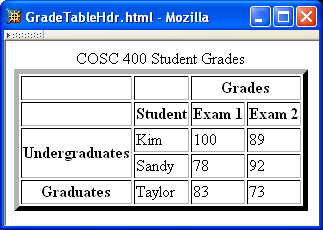 GradeTableHdr.html - Mozilla
COSC 400 Student Grades
Grades
Student Exam 1 Exam 2
Undergraduates Kim 100 89
Sandy 78 92
Graduates Taylor 83 73